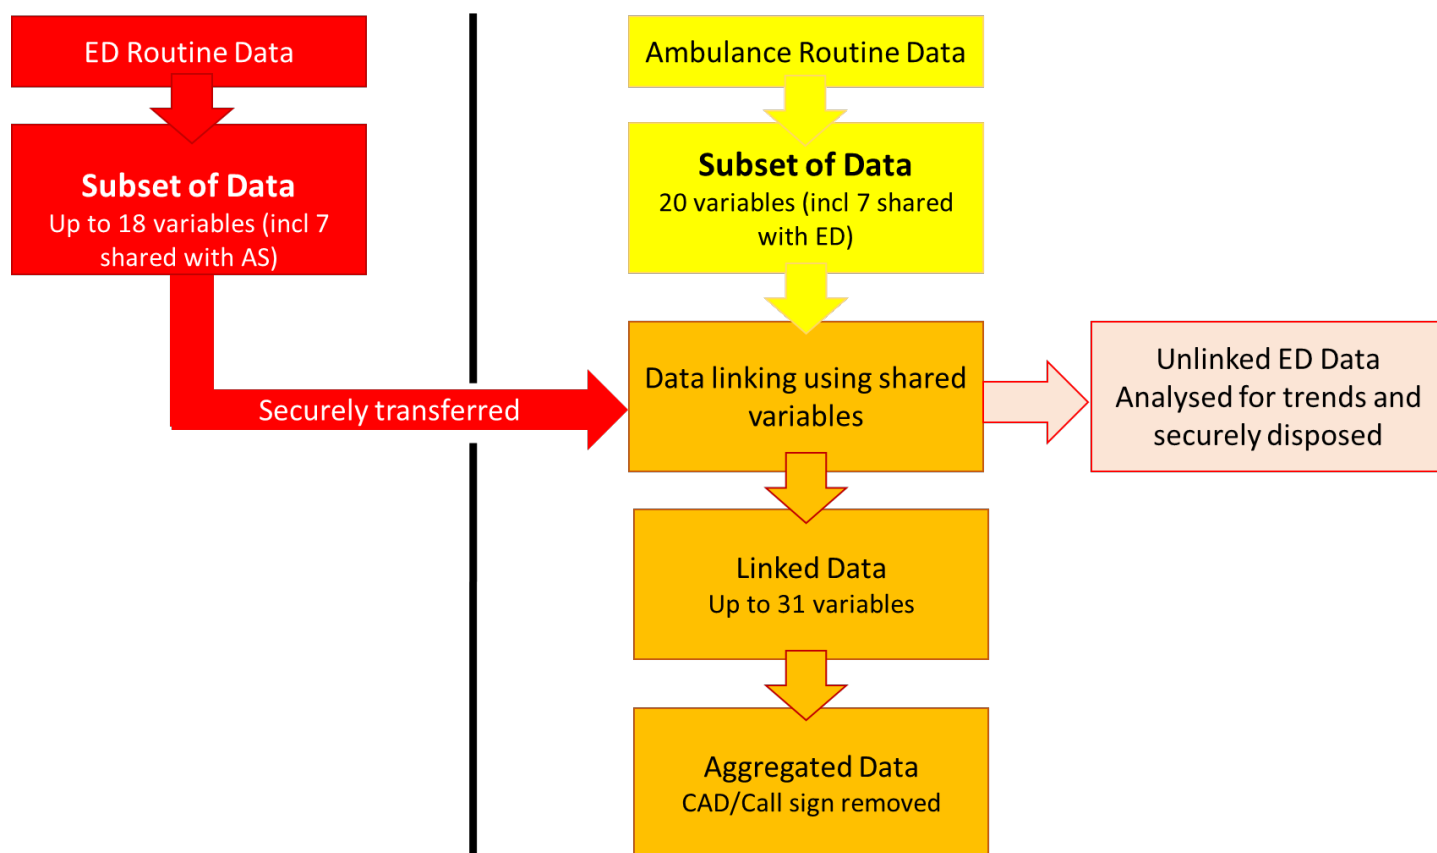 ED Routine Data
Subset of Data
Up to 18 variables (incl 7
shared with AS)
Securely transferred
Ambulance Routine Data
Subset of Data
20 variables (incl 7 shared
with ED)
Data linking using shared
variables
Unlinked ED Data
Analysed for trends and
securely disposed
Linked Data
Up to 31 variables
Aggregated Data
CAD/Call sign removed